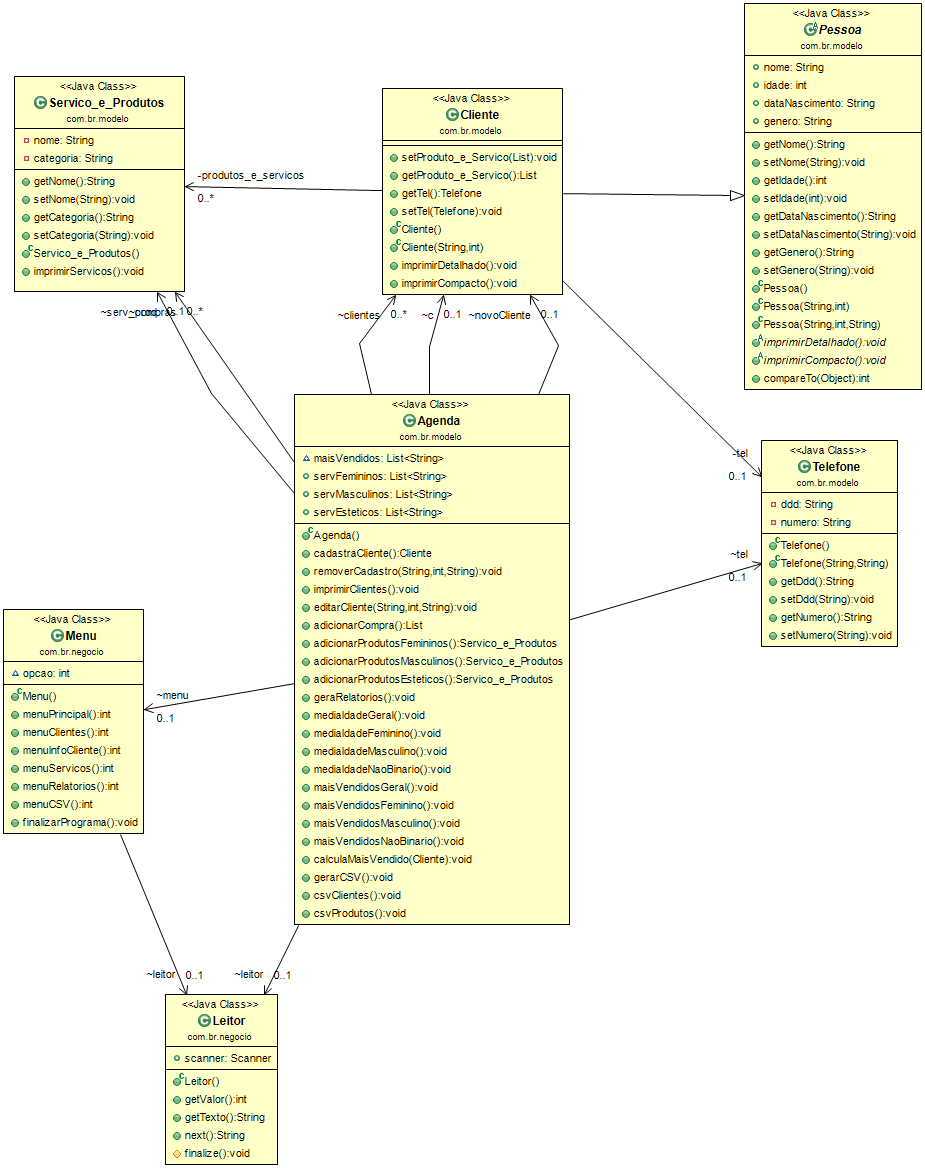 <<Java Class>>
Pessoa
com.br.modelo
nome: String
idade: int
dataNascimento: String
genero: String
getNome():String
setNome(String):void
getIdade():int
setIdade(int):void
getDataNascimento():String
setDataNascimento(String):void
getGenero():String
setGenero(String):void
Pessoa()
Pessoa(String,int)
Pessoa(String,int,String)
imprimirDetalhado():void
imprimirCompacto():void
compareTo(Object):int
<<Java Class>>
Servico_e_Produtos
com.br.modelo
nome: String
categoria: String
getNome():String
setNome(String):void
getCategoria():String
setCategoria(String):void
Servico_e_Produtos()
imprimirServicos():void
<<Java Class>>
Cliente
com.br.modelo
setProduto_e_Servico(List):void
getProduto_e_Servico():List
getTel():Telefone
setTel(Telefone):void
Cliente()
Cliente(String,int)
imprimirDetalhado():void
imprimirCompacto():void
-produtos_e_servicos
0..*
0..*
~clientes
0..*
~c
0..1
~novoCliente
0..1
<<Java Class>>
Agenda
com.br.modelo
maisVendidos: List<String>
servFemininos: List<String>
servMasculinos: List<String>
servEsteticos: List<String>
Agenda()
cadastraCliente():Cliente
removerCadastro(String,int,String):void
imprimirClientes():void
editarCliente(String,int,String):void
adicionarCompra():List
adicionarProdutosFemininos():Servico_e_Produtos
adicionarProdutosMasculinos():Servico_e_Produtos
adicionarProdutosEsteticos():Servico_e_Produtos
geraRelatorios():void
mediaIdadeGeral():void
mediaIdadeFeminino():void
mediaIdadeMasculino():void
mediaIdadeNaoBinario():void
maisVendidosGeral():void
maisVendidosFeminino():void
maisVendidosMasculino():void
maisVendidosNaoBinario():void
calculaMaisVendido(Cliente):void
gerarCSV():void
csvClientes():void
csvProdutos():void
-tel
0..1
<<Java Class>>
Telefone
com.br.modelo
ddd: String
numero: String
Telefone()
Telefone(String,String)
getDdd():String
setDdd(String):void
getNumero():String
setNumero(String):void
~tel
0..1
<<Java Class>>
Menu
com.br.negocio
opcao: int
Menu()
menuPrincipal():int
menuClientes():int
menuInfoCliente():int
menuServicos():int
menuRelatorios():int
menuCSV():int
finalizarPrograma():void
~menu
0..1
~leitor
0..1
~leitor
0..1
<<Java Class>>
Leitor
com.br.negocio
scanner: Scanner
Leitor()
getValor():int
getTexto():String
next():String
finalize():void